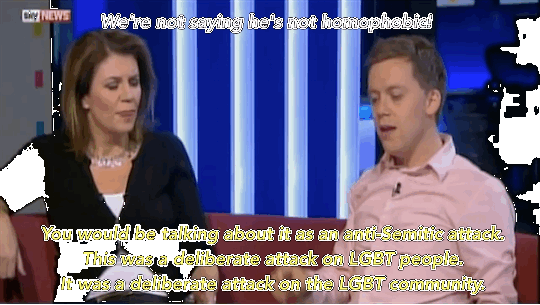 sky NEWS
We're not saying he's not homophobic!
You would be talking about it as an anti-Semitic attack.
This was a deliberate attack on LGBT people.
It was a deliberate attack on the LGBT community.